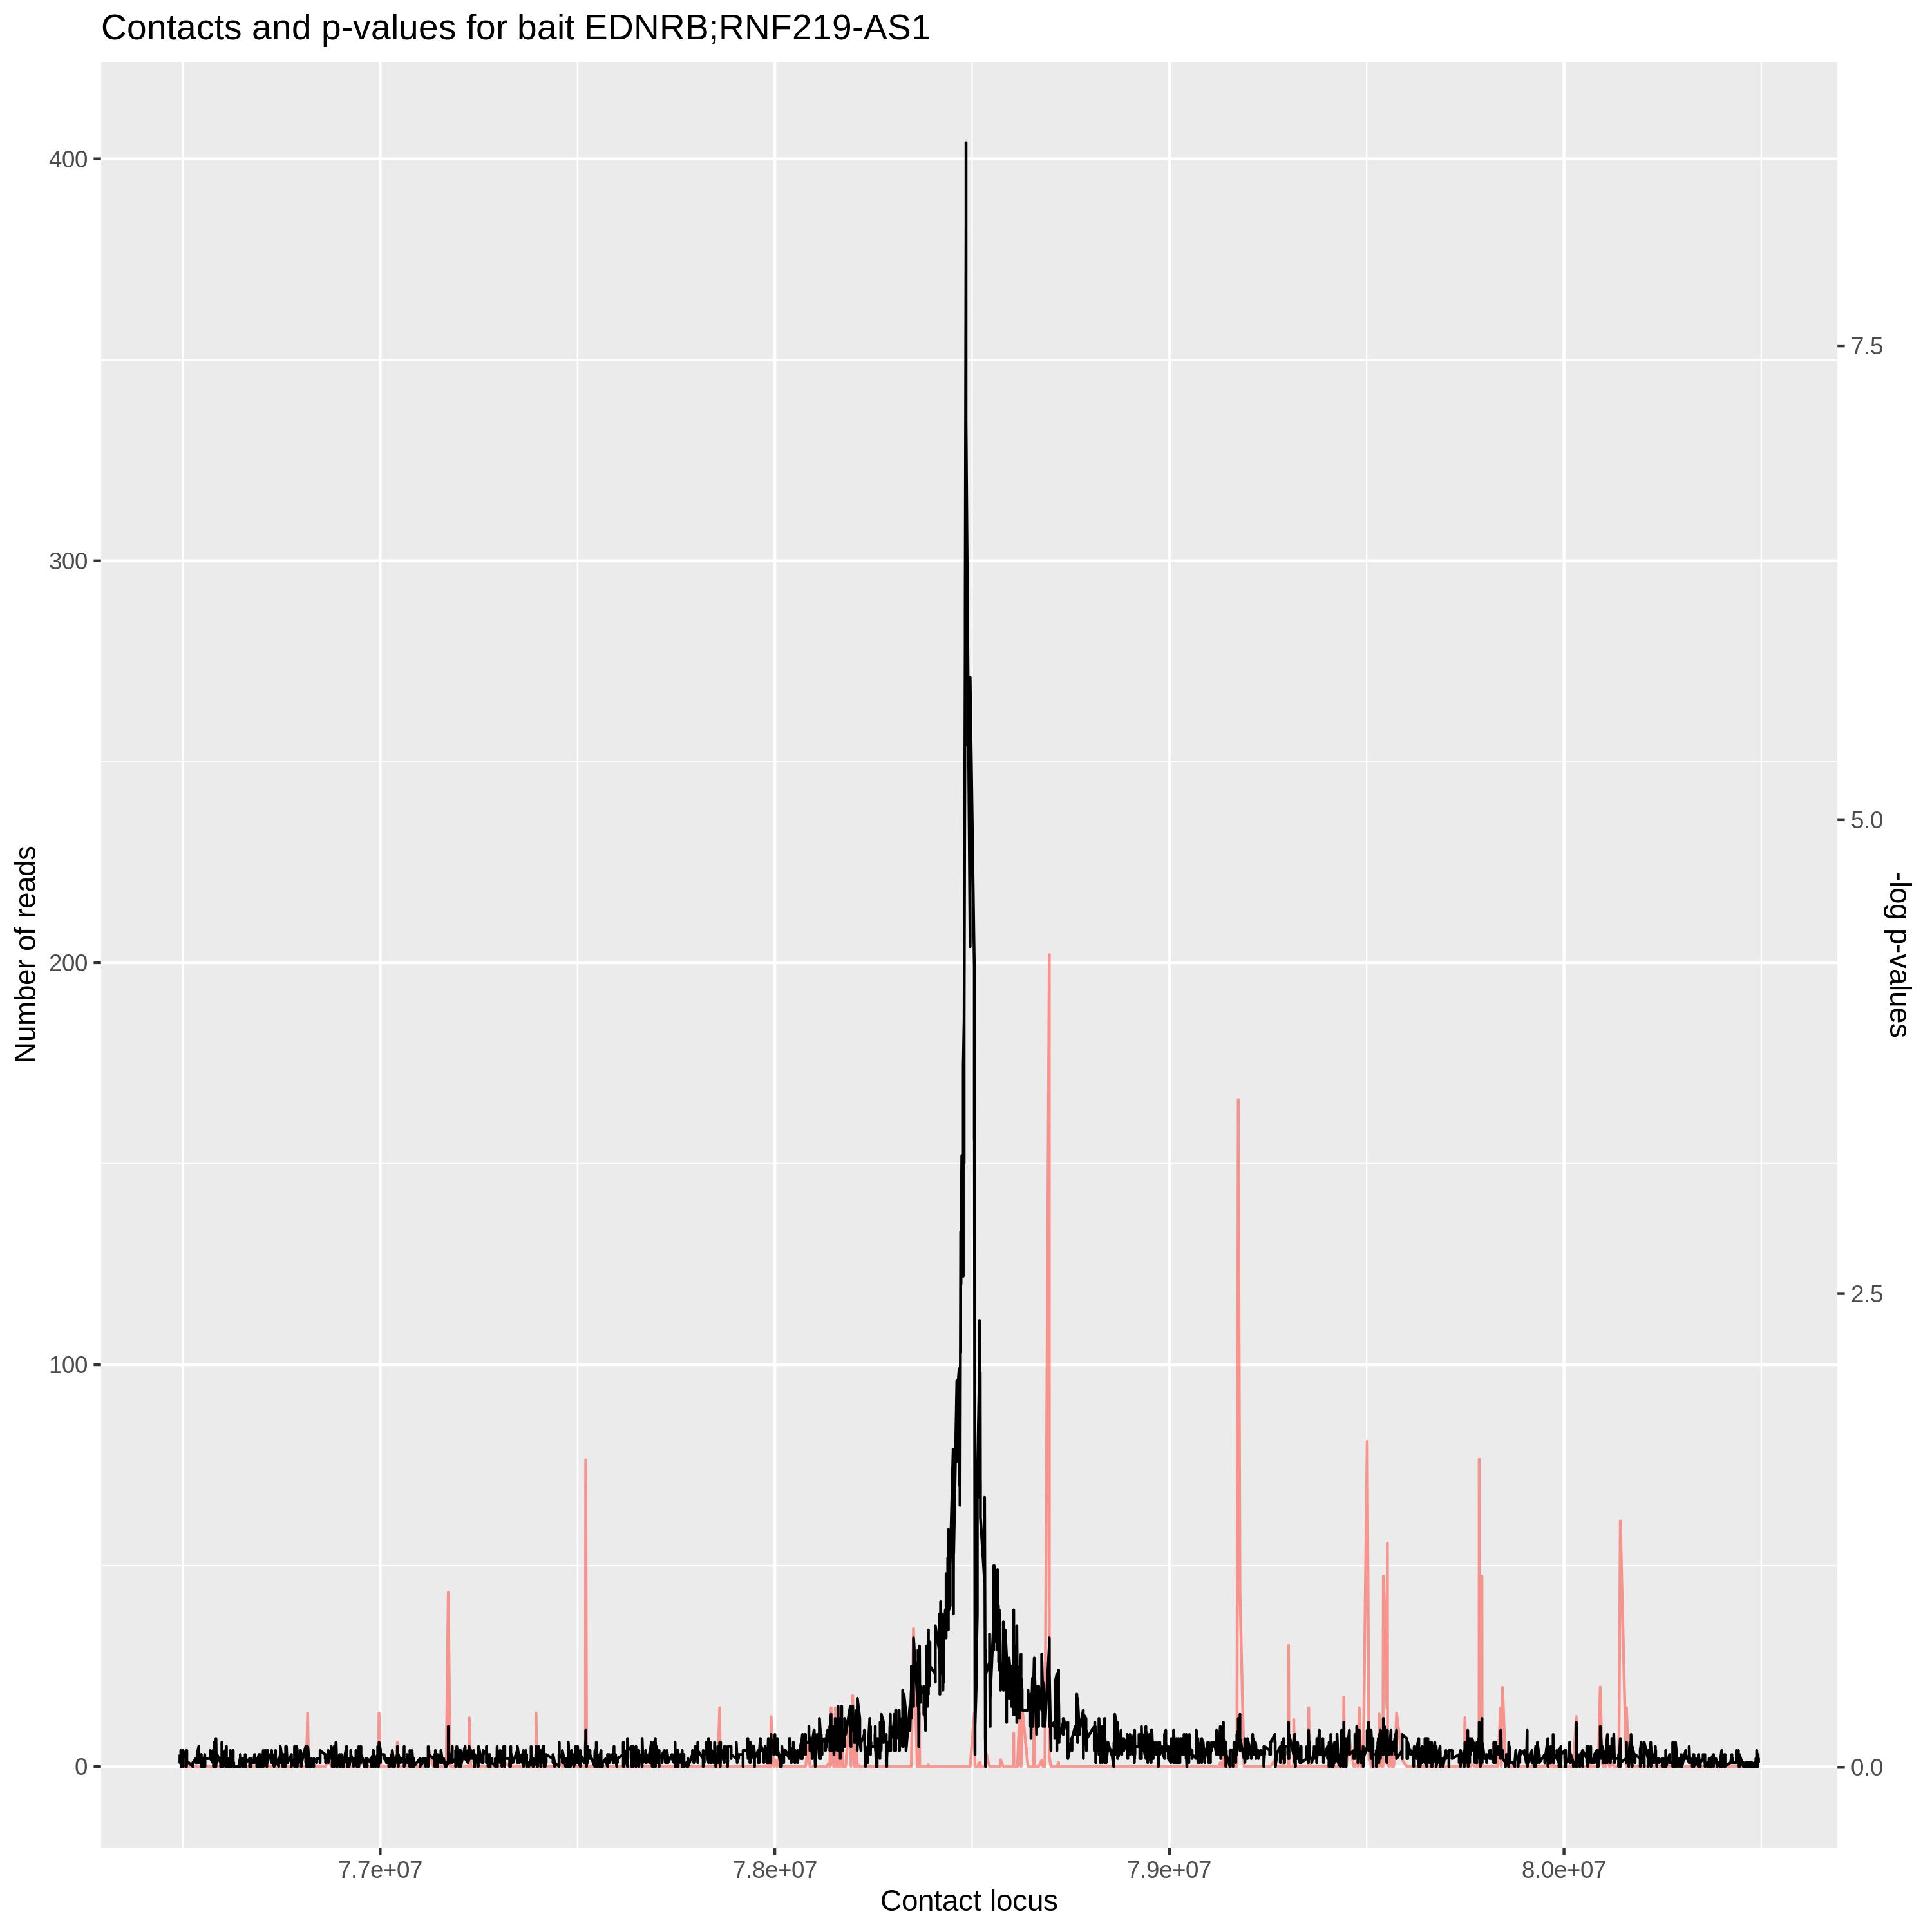 Contacts and p-values for bait EDNRB;RNF219-AS1
400
300
200
100
0
Number of reads
7.5
5.0
2.5
0.0
-log p-values
7.7e+07
7.8e+07
7.9e+07
8.0e+07
Contact locus